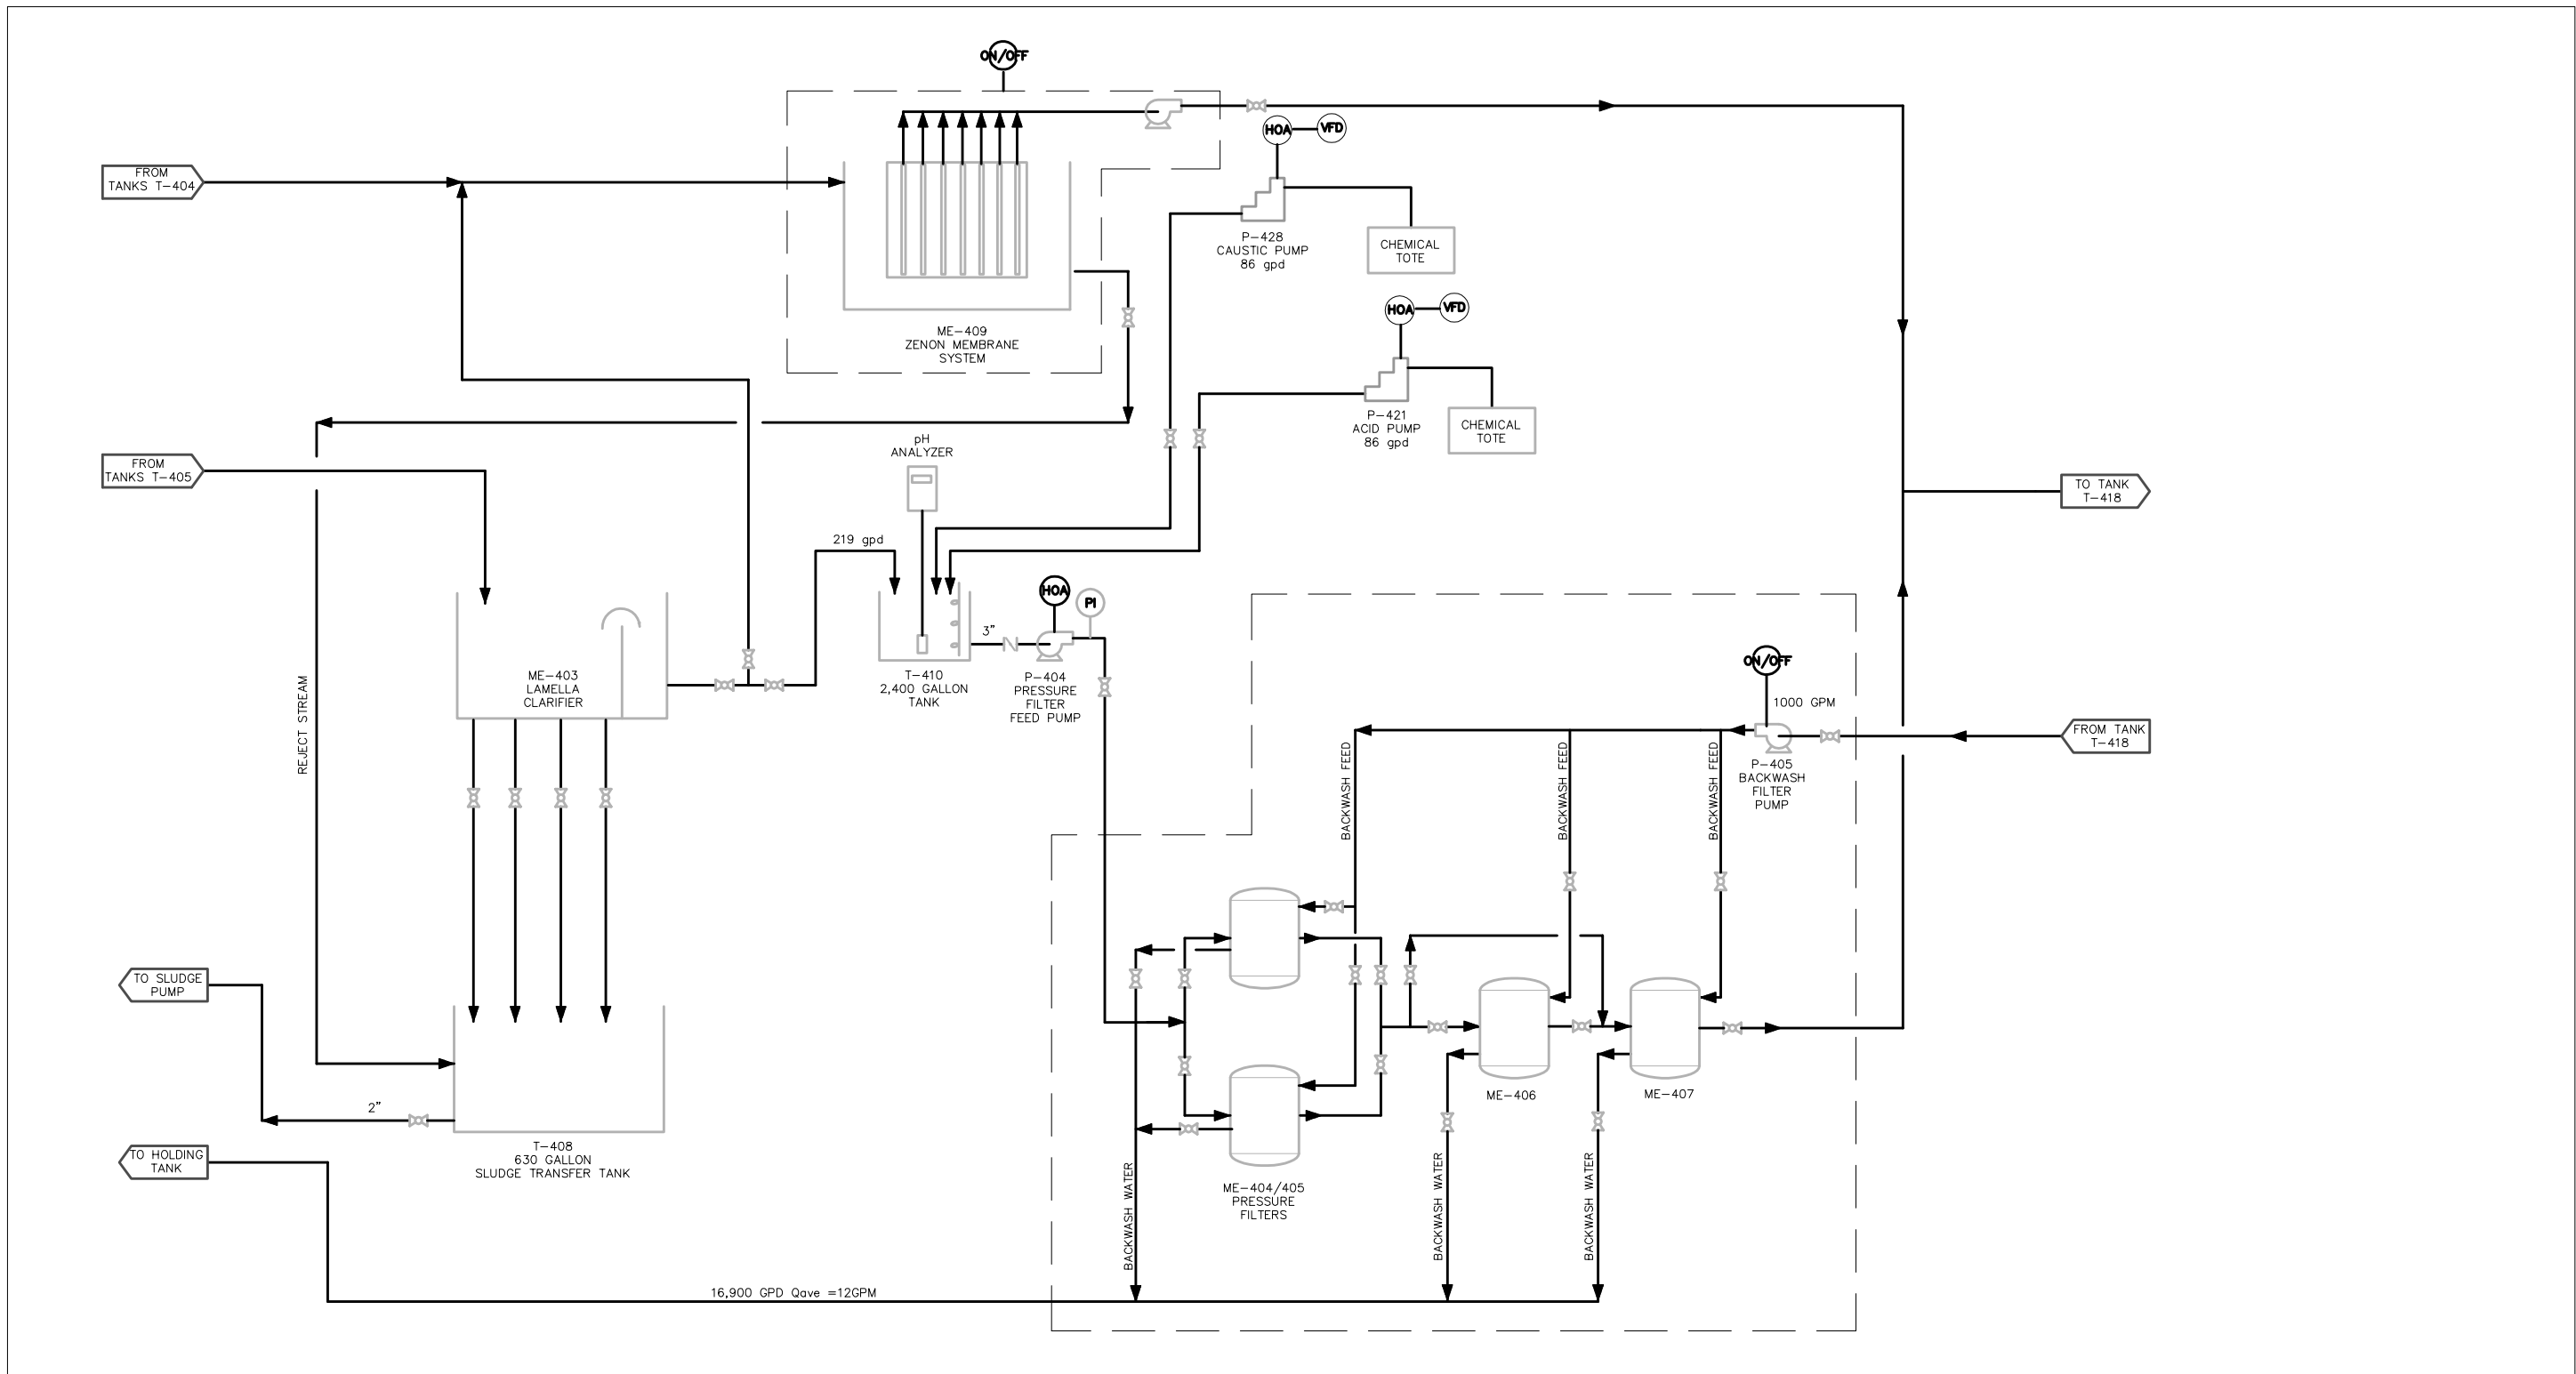 ON/OFF
FROM
TANKS T-404
HOA
VFD
P-428
CAUSTIC PUMP
86 gpd
CHEMICAL
TOTE
ME-409
ZENON MEMBRANE
SYSTEM
HOA
VFD
P-421
ACID PUMP
86 gpd
CHEMICAL
TOTE
FROM
TANKS T-405
pH
ANALYZER
TO TANK
T-418
219 gpd
HOA
PI
3"
T-410
2,400 GALLON
TANK
P-404
PRESSURE
FILTER
FEED PUMP
ME-403
LAMELLA
CLARIFIER
REJECT STREAM
ON/OFF
1000 GPM
FROM TANK
T-418
P-405
BACKWASH
FILTER
PUMP
BACKWASH FEED
BACKWASH FEED
BACKWASH FEED
TO SLUDGE
PUMP
2"
TO HOLDING
TANK
T-408
630 GALLON
SLUDGE TRANSFER TANK
ME-406
ME-407
ME-404/405
PRESSURE
FILTERS
BACKWASH WATER
BACKWASH WATER
BACKWASH WATER
16,900 GPD Qave =12GPM